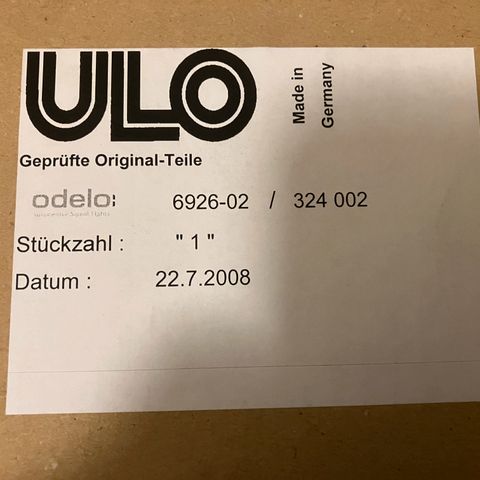 ULO
Made in
Germany
Geprüfte Original-Teile
odelo
6926-02 / 324 002
Stückzahl : " 1 "
Datum : 22.7.2008